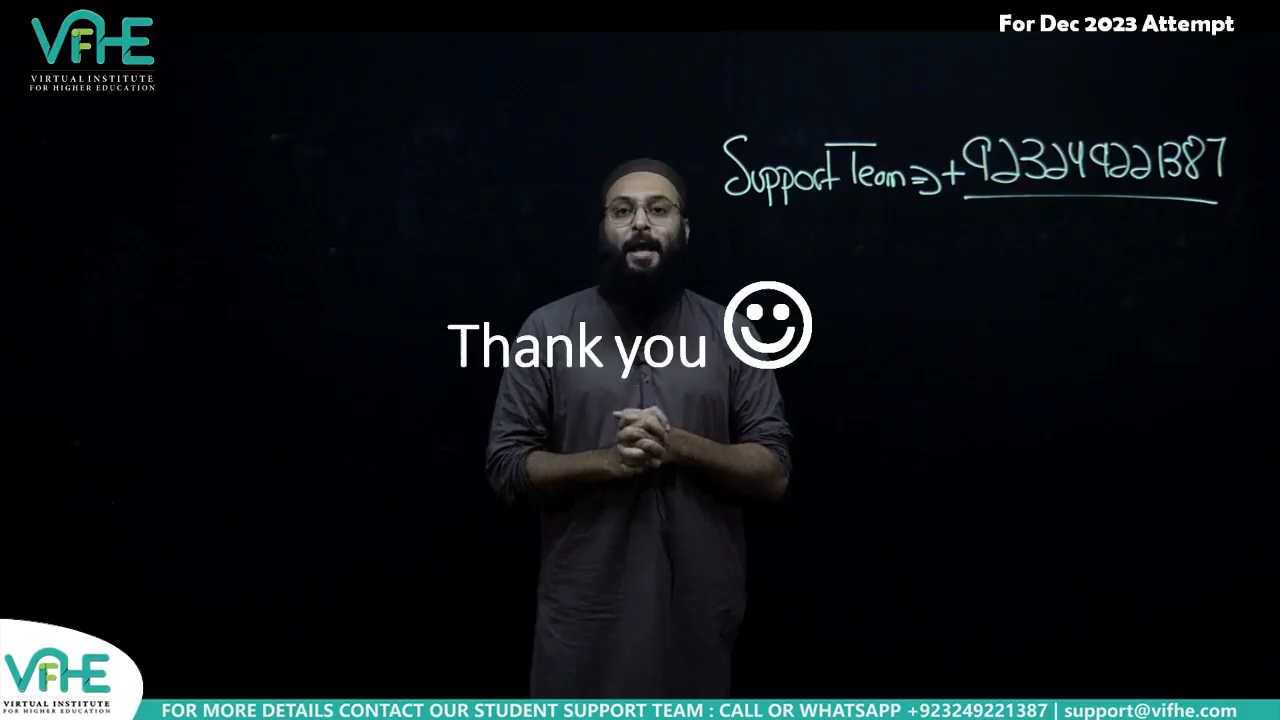 VIFHE
VIRTUAL INSTITUTE
FOR HIGHER EDUCATION
For Dec 2023 Attempt
Support Team => +923249221387
Thank you
VIFHE
VIRTUAL INSTITUTE
FOR HIGHER EDUCATION
FOR MORE DETAILS CONTACT OUR STUDENT SUPPORT TEAM : CALL OR WHATSAPP +923249221387 | support@vifhe.com